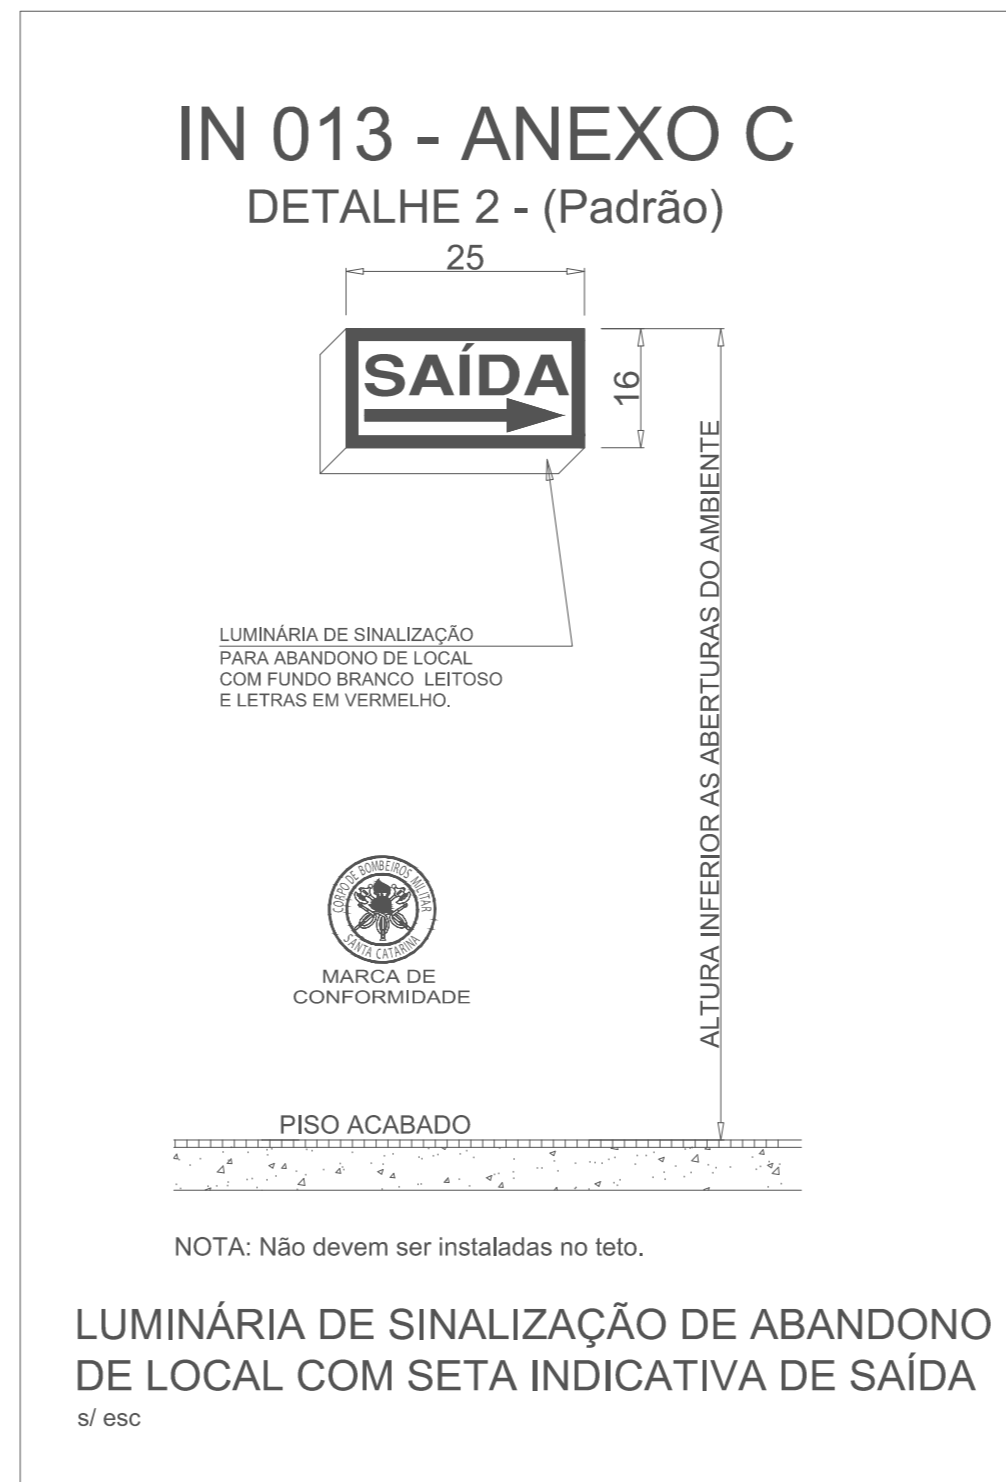 IN 013 - ANEXO C
DETALHE 2 - (Padrão)
25
SAÍDA
16
ALTURA INFERIOR AS ABERTURAS DO AMBIENTE
LUMINÁRIA DE SINALIZAÇÃO
PARA ABANDONO DE LOCAL
COM FUNDO BRANCO LEITOSO
E LETRAS EM VERMELHO.
CORPO DE BOMBEIROS MILITAR
SANTA CATARINA
MARCA DE
CONFORMIDADE
PISO ACABADO
NOTA: Não devem ser instaladas no teto.
LUMINÁRIA DE SINALIZAÇÃO DE ABANDONO
DE LOCAL COM SETA INDICATIVA DE SAÍDA
s/ esc